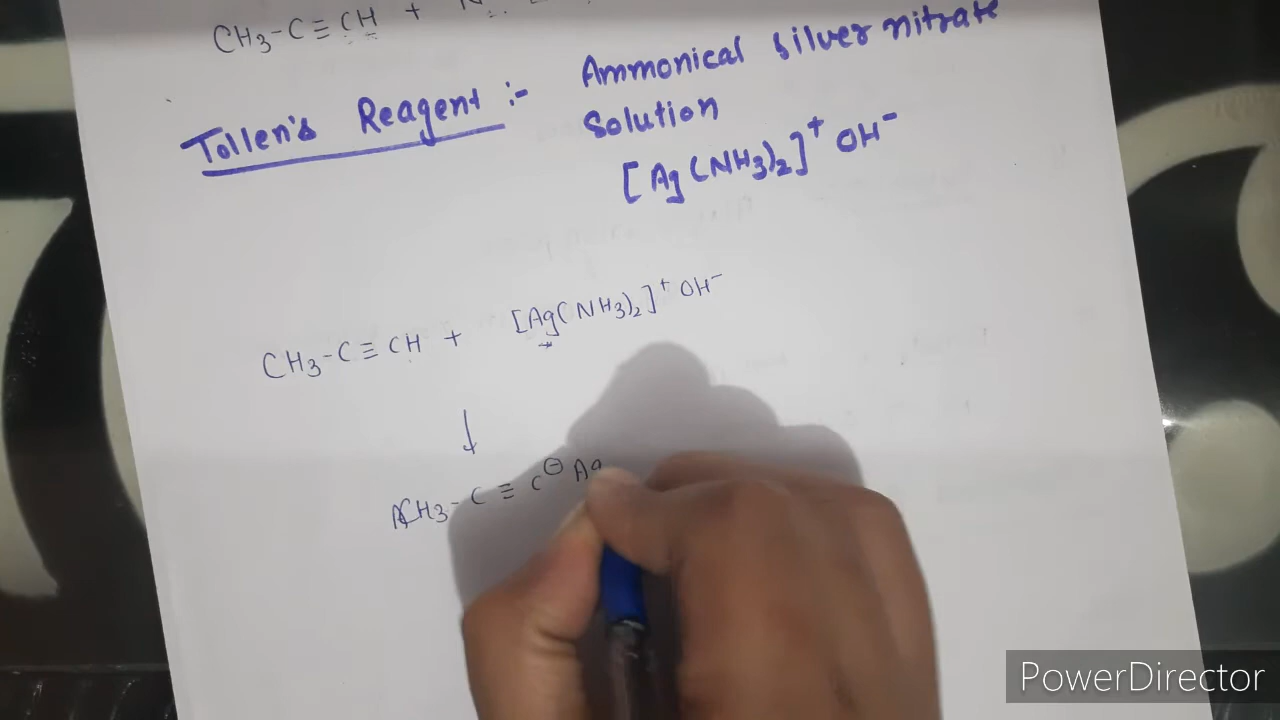 CH3-C≡CH +
Tollen's Reagent :- Ammonical silver nitrate
Solution
[Ag(NH3)2]+ OH-
CH3-C≡CH + [Ag(NH3)2]+ OH-
↓
CH3-C≡C⊖ Ag
PowerDirector